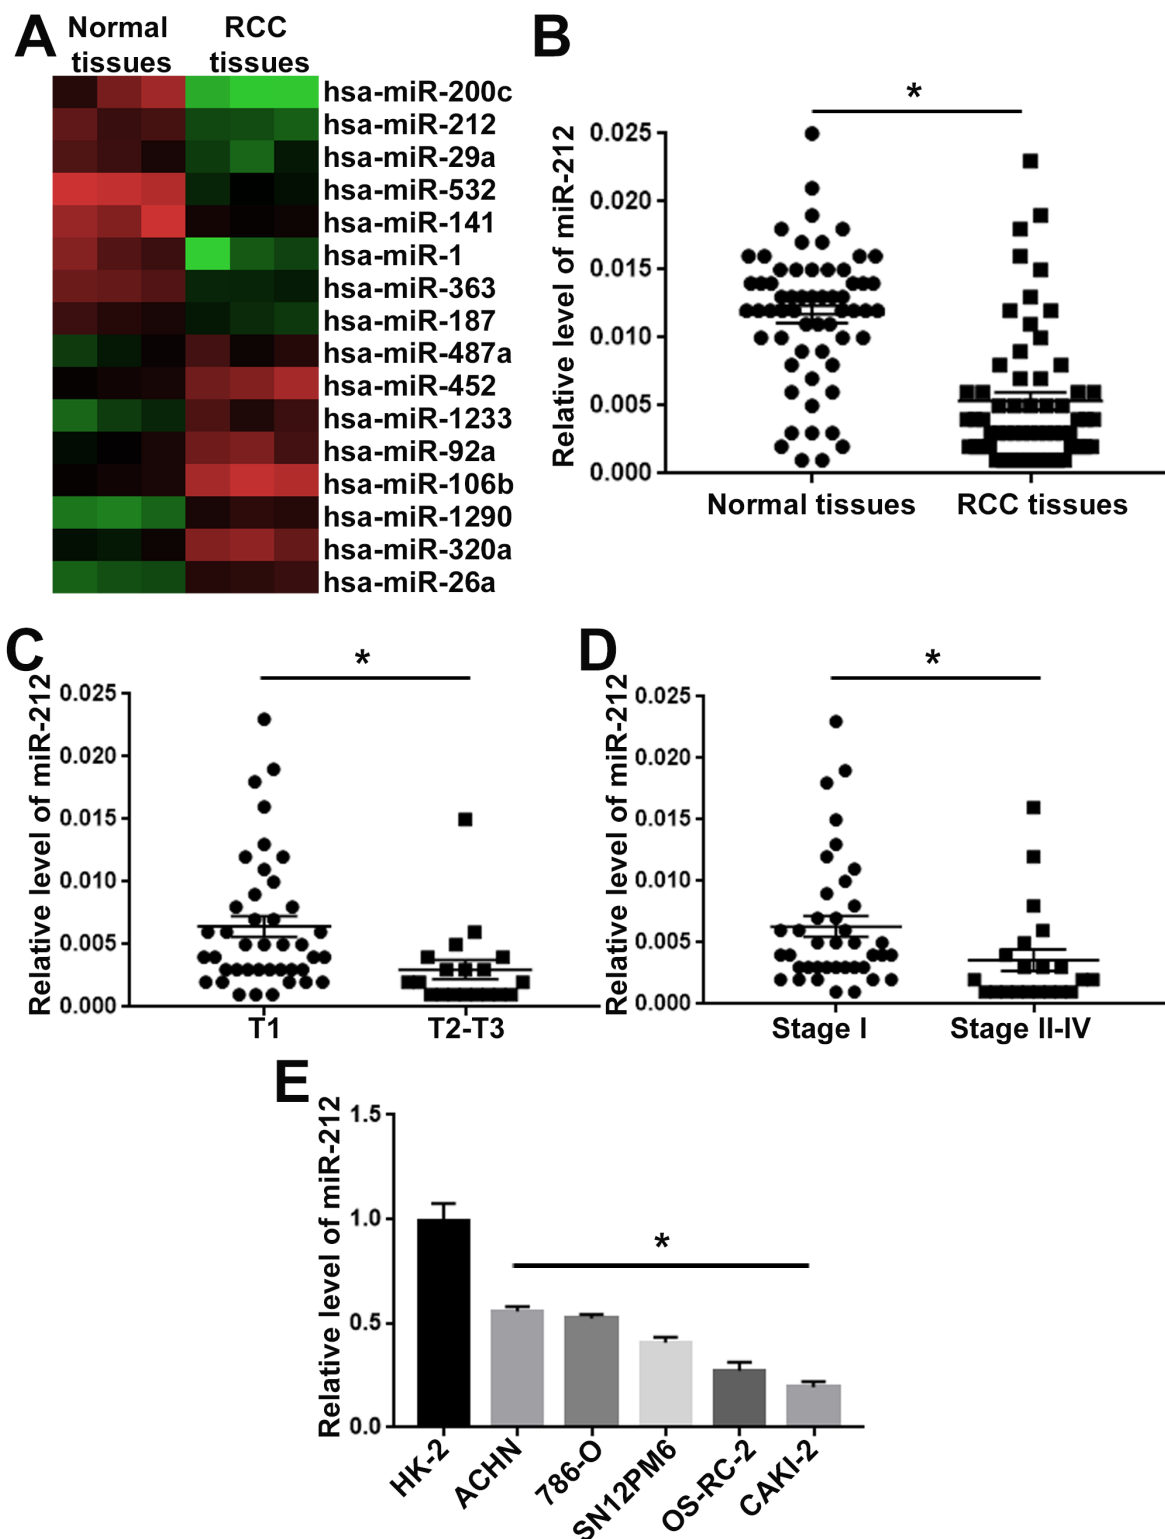 A
Normal tissues
RCC tissues
hsa-miR-200c
hsa-miR-212
hsa-miR-29a
hsa-miR-532
hsa-miR-141
hsa-miR-1
hsa-miR-363
hsa-miR-187
hsa-miR-487a
hsa-miR-452
hsa-miR-1233
hsa-miR-92a
hsa-miR-106b
hsa-miR-1290
hsa-miR-320a
hsa-miR-26a
B
Relative level of miR-212
0.025
0.020
0.015
0.010
0.005
0.000
*
Normal tissues
RCC tissues
C
Relative level of miR-212
0.025
0.020
0.015
0.010
0.005
0.000
*
T1
T2-T3
D
Relative level of miR-212
0.025
0.020
0.015
0.010
0.005
0.000
*
Stage I
Stage II-IV
E
Relative level of miR-212
1.5
1.0
0.5
0.0
*
HK-2
ACHN
786-O
SN12PM6
OS-RC-2
CAKI-2